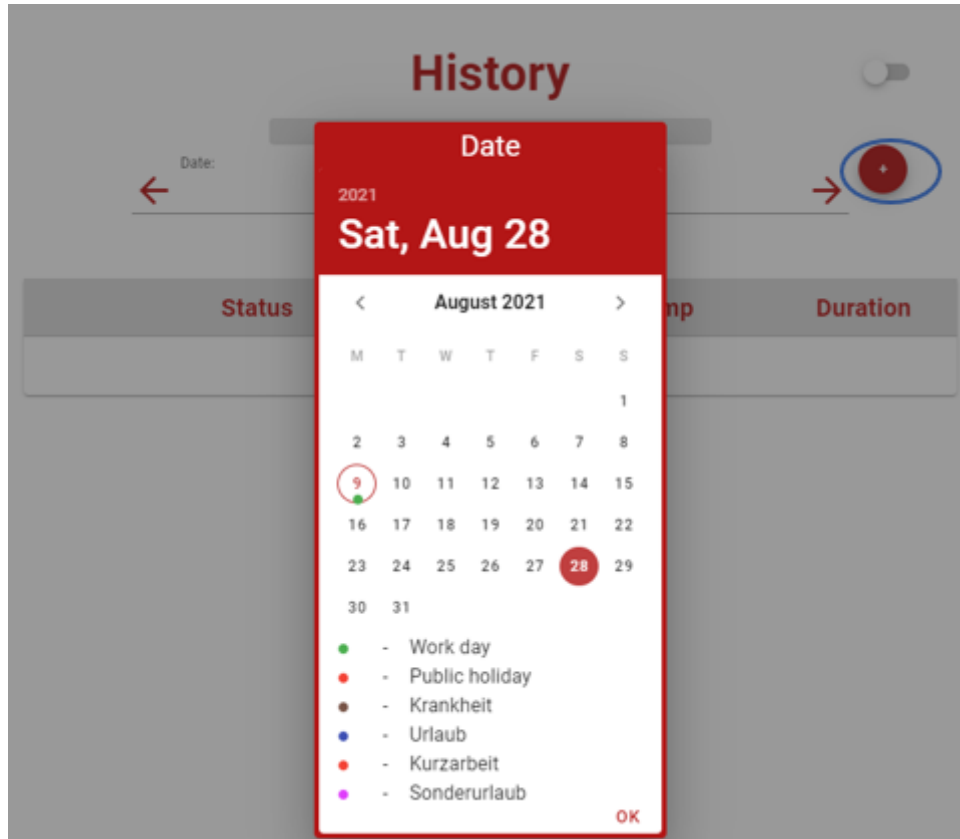 History
Date
Date:
+
2021
Sat, Aug 28
Status
mp
Duration
< August 2021 >
M T W T F S S
1
2 3 4 5 6 7 8
9 10 11 12 13 14 15
16 17 18 19 20 21 22
23 24 25 26 27 28 29
30 31
- Work day
- Public holiday
- Krankheit
- Urlaub
- Kurzarbeit
- Sonderurlaub
OK